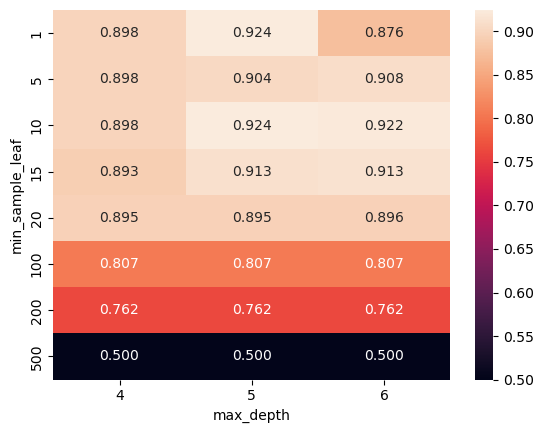 1 0.898 0.924 0.876
5 0.898 0.904 0.908
10 0.898 0.924 0.922
15 0.893 0.913 0.913
20 0.895 0.895 0.896
100 0.807 0.807 0.807
200 0.762 0.762 0.762
500 0.500 0.500 0.500
min_sample_leaf
4 5 6
max_depth
0.90
0.85
0.80
0.75
0.70
0.65
0.60
0.55
0.50